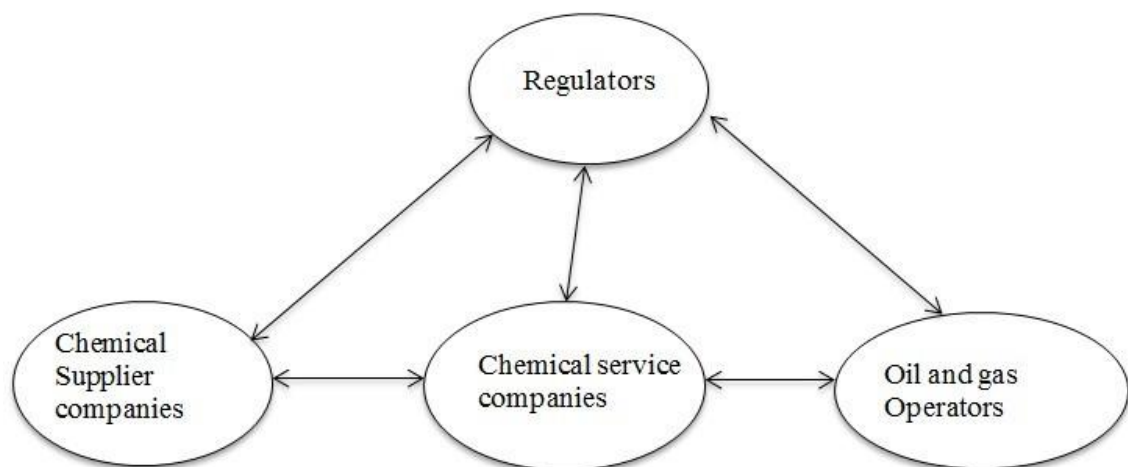 Regulators
Chemical
Supplier
companies
Chemical service
companies
Oil and gas
Operators